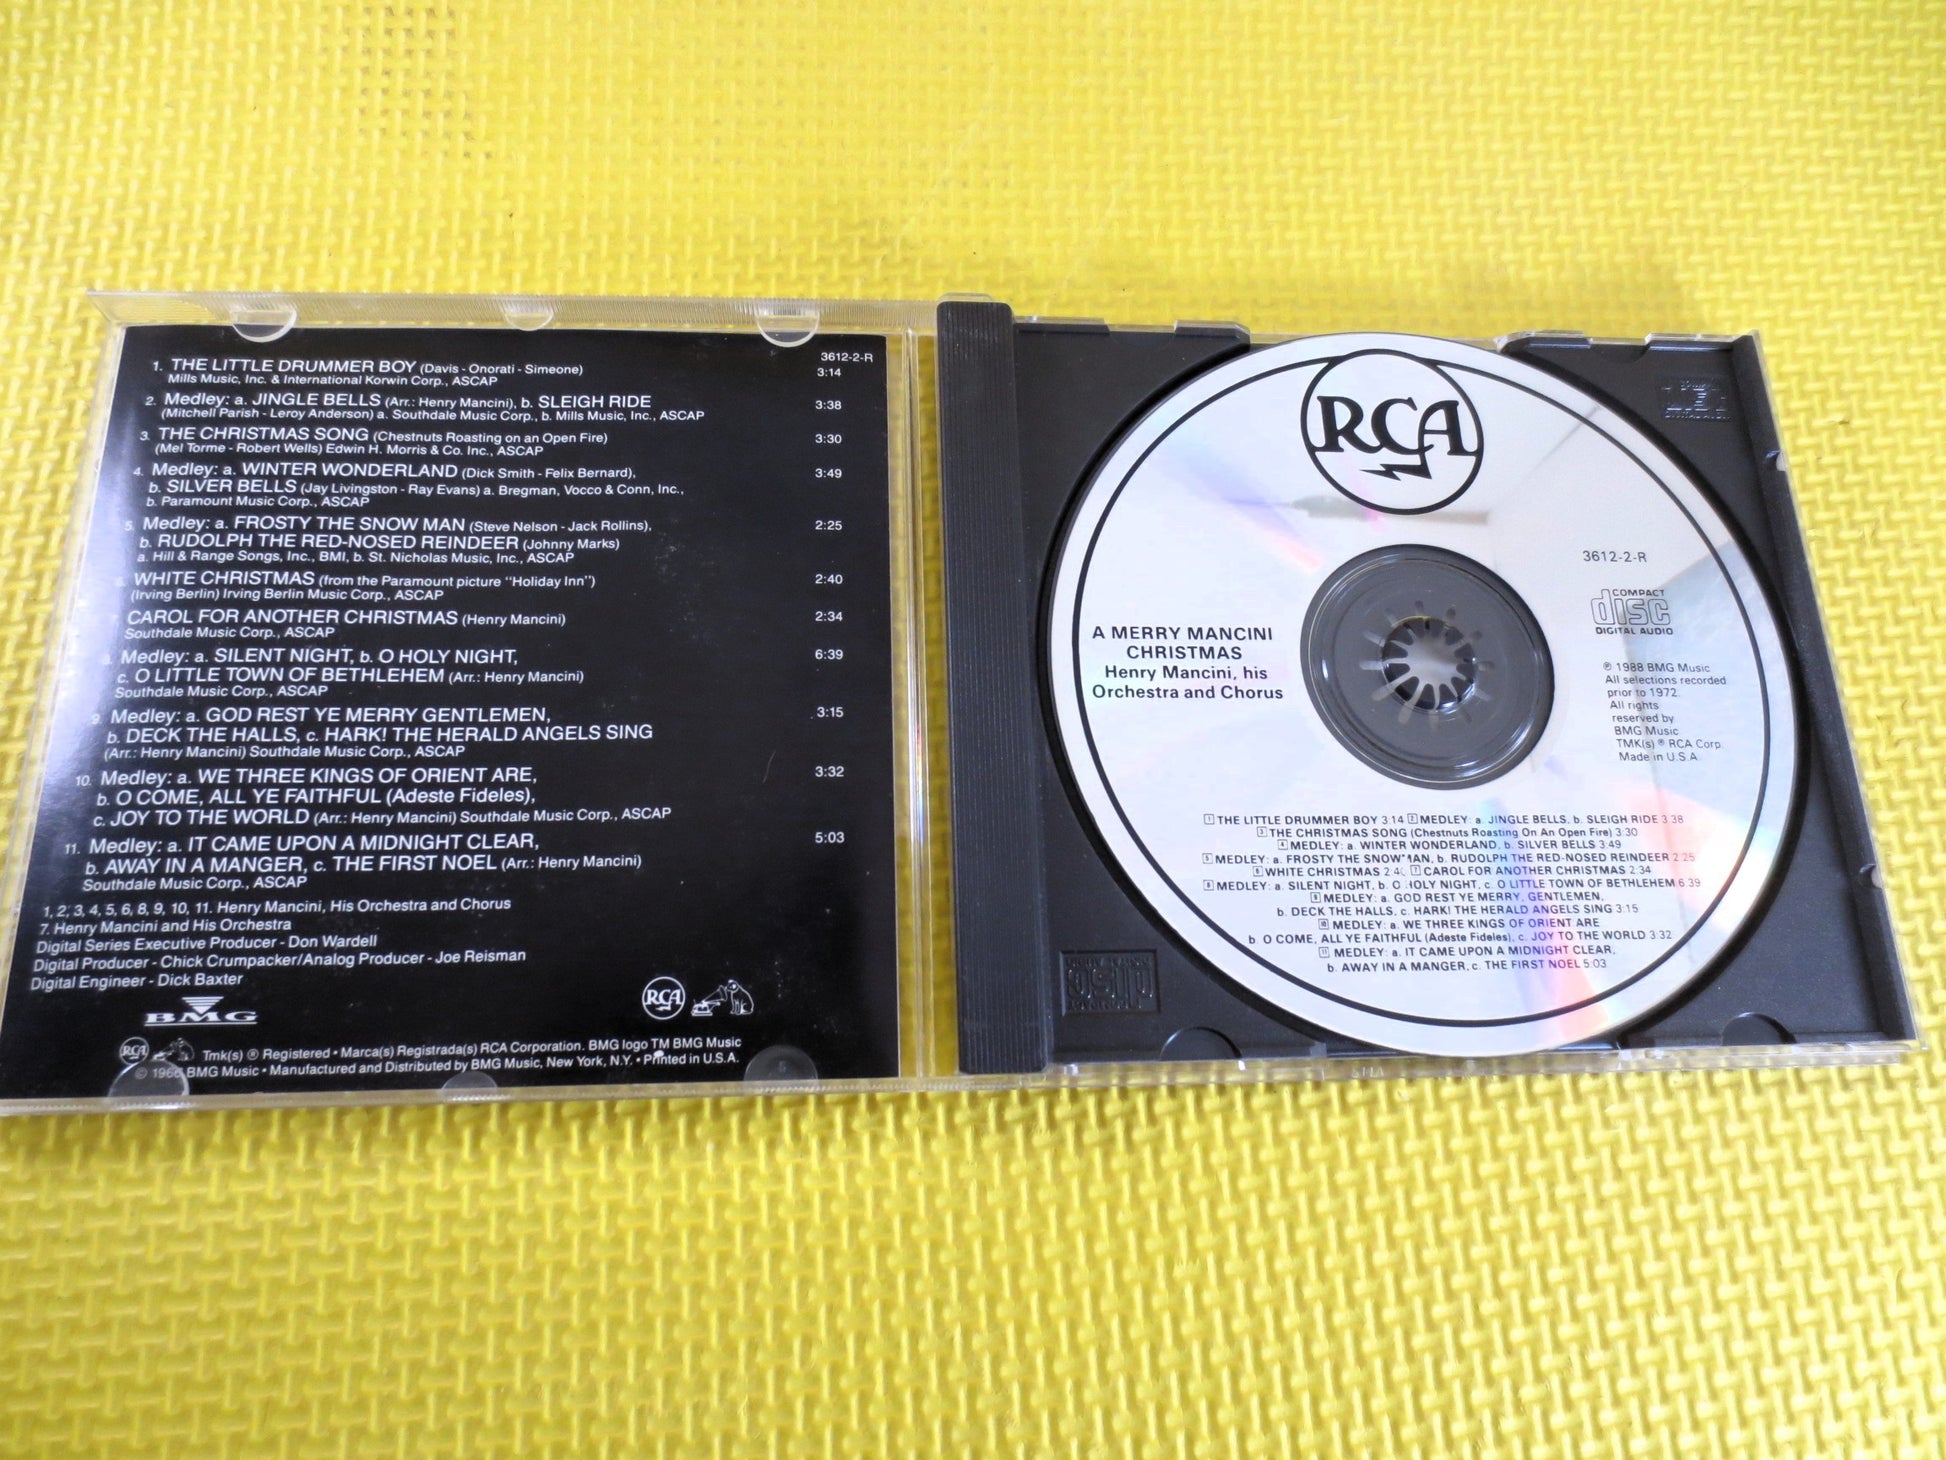 3612-2-R
1. THE LITTLE DRUMMER BOY (Davis - Onorati - Simeone) 3:14
Mills Music, Inc. & International Korwin Corp., ASCAP
2. Medley: a. JINGLE BELLS (Arr.: Henry Mancini), b. SLEIGH RIDE 3:38
(Mitchell Parish - Leroy Anderson) a. Southdale Music Corp., b. Mills Music, Inc., ASCAP
3. THE CHRISTMAS SONG (Chestnuts Roasting on an Open Fire) 3:30
(Mel Torme - Robert Wells) Edwin H. Morris & Co. Inc., ASCAP
4. Medley: a. WINTER WONDERLAND (Dick Smith - Felix Bernard), 3:49
b. SILVER BELLS (Jay Livingston - Ray Evans) a. Bregman, Vocco & Conn, Inc.,
b. Paramount Music Corp., ASCAP
5. Medley: a. FROSTY THE SNOW MAN (Steve Nelson - Jack Rollins), 2:25
b. RUDOLPH THE RED-NOSED REINDEER (Johnny Marks)
a. Hill & Range Songs, Inc., BMI, b. St. Nicholas Music, Inc., ASCAP
6. WHITE CHRISTMAS (from the Paramount picture "Holiday Inn") 2:40
(Irving Berlin) Irving Berlin Music Corp., ASCAP
7. CAROL FOR ANOTHER CHRISTMAS (Henry Mancini) 2:34
Southdale Music Corp., ASCAP
8. Medley: a. SILENT NIGHT, b. O HOLY NIGHT, 6:39
c. O LITTLE TOWN OF BETHLEHEM (Arr.: Henry Mancini)
Southdale Music Corp., ASCAP
9. Medley: a. GOD REST YE MERRY GENTLEMEN, 3:15
b. DECK THE HALLS, c. HARK! THE HERALD ANGELS SING
(Arr.: Henry Mancini) Southdale Music Corp., ASCAP
10. Medley: a. WE THREE KINGS OF ORIENT ARE, 3:32
b. O COME, ALL YE FAITHFUL (Adeste Fideles),
c. JOY TO THE WORLD (Arr.: Henry Mancini) Southdale Music Corp., ASCAP
11. Medley: a. IT CAME UPON A MIDNIGHT CLEAR, 5:03
b. AWAY IN A MANGER, c. THE FIRST NOEL (Arr.: Henry Mancini)
Southdale Music Corp., ASCAP
1, 2, 3, 4, 5, 6, 8, 9, 10, 11. Henry Mancini, His Orchestra and Chorus
7. Henry Mancini and His Orchestra
Digital Series Executive Producer - Don Wardell
Digital Producer - Chick Crumpacker/Analog Producer - Joe Reisman
Digital Engineer - Dick Baxter
BMG
RCA
RCA Tmk(s) ® Registered • Marca(s) Registrada(s) RCA Corporation. BMG logo TM BMG Music
© 1966 BMG Music • Manufactured and Distributed by BMG Music, New York, N.Y. • Printed in U.S.A.
RCA
3612-2-R
COMPACT
disc
DIGITAL AUDIO
A MERRY MANCINI
CHRISTMAS
Henry Mancini, his
Orchestra and Chorus
℗ 1988 BMG Music
All selections recorded
prior to 1972.
All rights
reserved by
BMG Music
TMK(s) ® RCA Corp.
Made in U.S.A
1 THE LITTLE DRUMMER BOY 3:14 2 MEDLEY: a. JINGLE BELLS, b. SLEIGH RIDE 3:38
3 THE CHRISTMAS SONG (Chestnuts Roasting On An Open Fire) 3:30
4 MEDLEY: a. WINTER WONDERLAND, b. SILVER BELLS 3:49
5 MEDLEY: a. FROSTY THE SNOWMAN, b. RUDOLPH THE RED-NOSED REINDEER 2:25
6 WHITE CHRISTMAS 2:40 7 CAROL FOR ANOTHER CHRISTMAS 2:34
8 MEDLEY: a. SILENT NIGHT, b. O HOLY NIGHT, c. O LITTLE TOWN OF BETHLEHEM 6:39
9 MEDLEY: a. GOD REST YE MERRY, GENTLEMEN,
b. DECK THE HALLS, c. HARK! THE HERALD ANGELS SING 3:15
10 MEDLEY: a. WE THREE KINGS OF ORIENT ARE
b. O COME, ALL YE FAITHFUL (Adeste Fideles), c. JOY TO THE WORLD 3:32
11 MEDLEY: a. IT CAME UPON A MIDNIGHT CLEAR,
b. AWAY IN A MANGER, c. THE FIRST NOEL 5:03